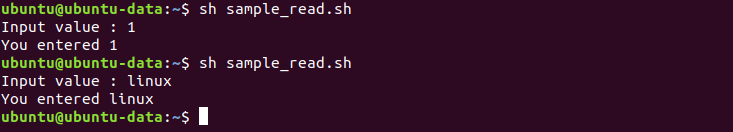 ubuntu@ubuntu-data:~$ sh sample_read.sh
Input value : 1
You entered 1
ubuntu@ubuntu-data:~$ sh sample_read.sh
Input value : linux
You entered linux
ubuntu@ubuntu-data:~$